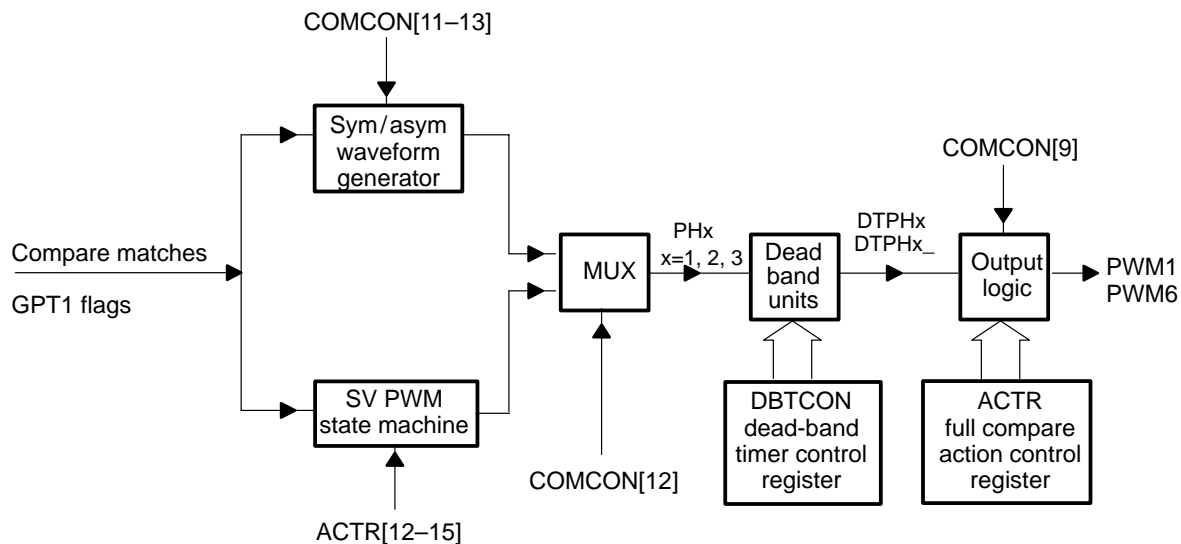 COMCON[11–13]
Sym/asym
waveform
generator
COMCON[9]
Compare matches
GPT1 flags
MUX
PHx
x=1, 2, 3
Dead
band
units
DTPHx
DTPHx_
Output
logic
PWM1
PWM6
SV PWM
state machine
COMCON[12]
ACTR[12–15]
DBTCON
dead-band
timer control
register
ACTR
full compare
action control
register